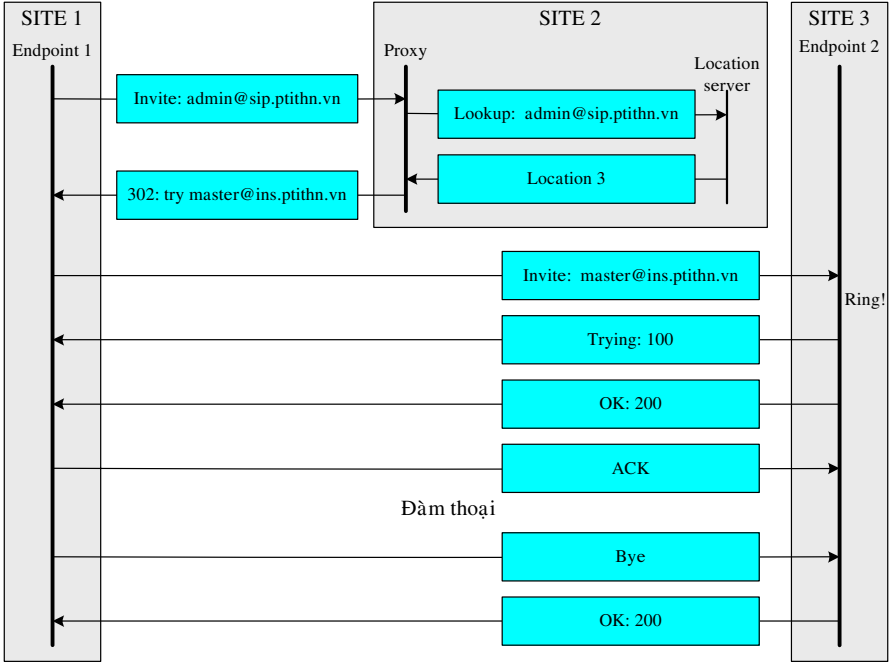 SITE 1
SITE 2
SITE 3
Endpoint 1
Proxy
Endpoint 2
Location
server
Invite: admin@sip.ptithn.vn
Lookup: admin@sip.ptithn.vn
Location 3
302: try master@ins.ptithn.vn
Invite: master@ins.ptithn.vn
Ring!
Trying: 100
OK: 200
ACK
Đàm thoại
Bye
OK: 200